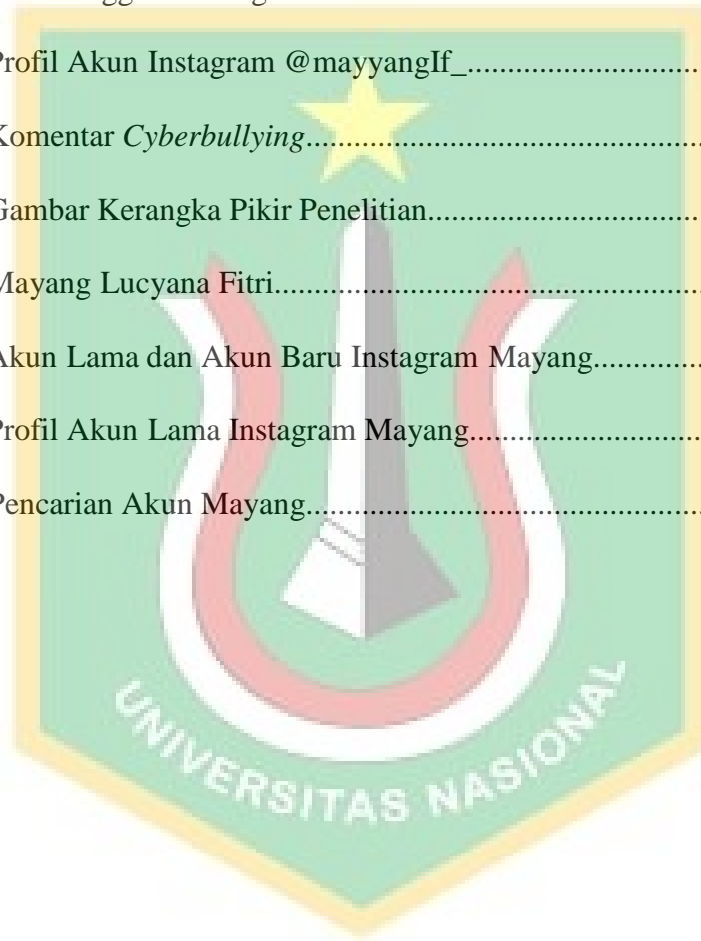 Profil Akun Instagram @mayyangIf_..............................
Komentar Cyberbullying..................................................
Gambar Kerangka Pikir Penelitian...................................
Mayang Lucyana Fitri......................................................
Akun Lama dan Akun Baru Instagram Mayang..............
Profil Akun Lama Instagram Mayang.............................
Pencarian Akun Mayang..................................................
UNIVERSITAS NASIONAL